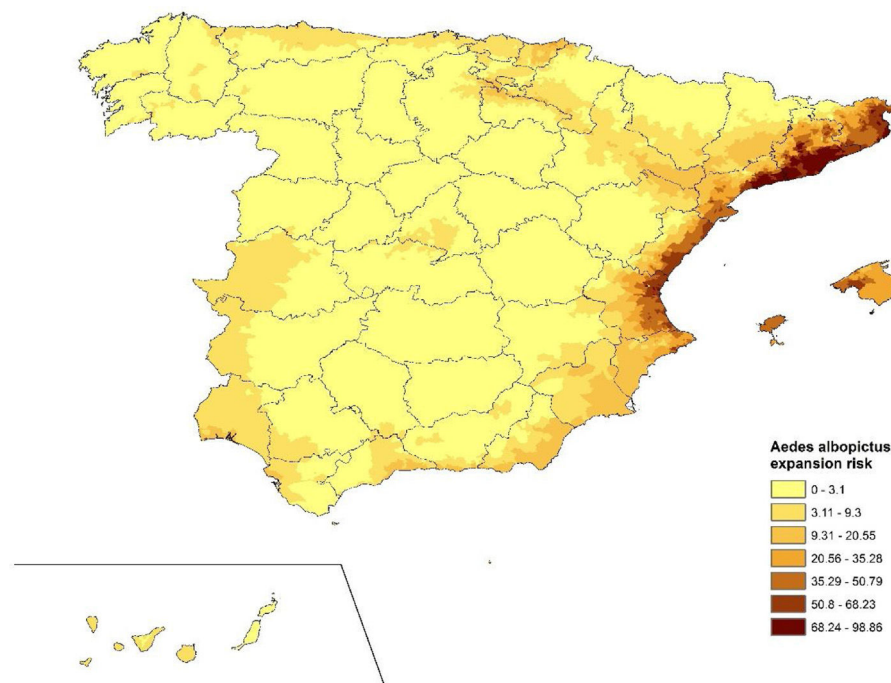 Aedes albopictus
expansion risk
0 - 3.1
3.11 - 9.3
9.31 - 20.55
20.56 - 35.28
35.29 - 50.79
50.8 - 68.23
68.24 - 98.86